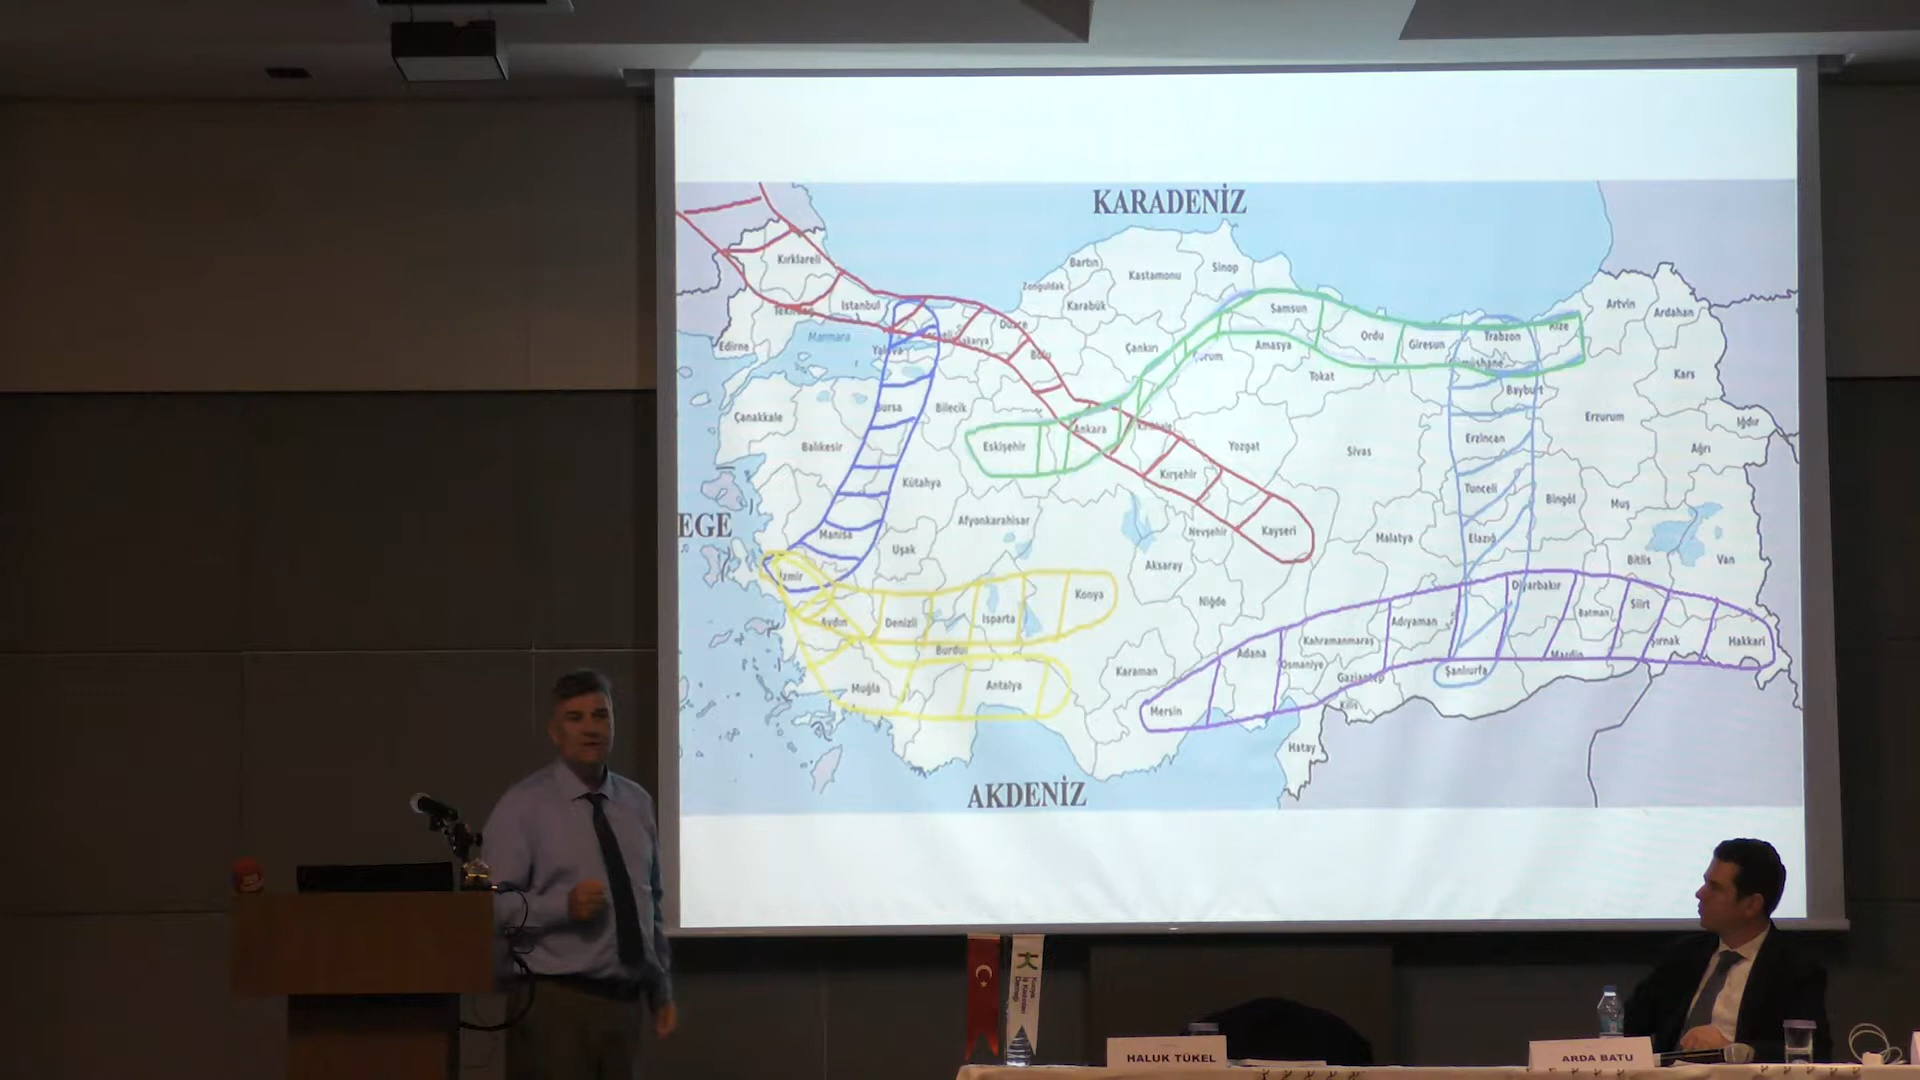 KARADENİZ
Kırklareli
İstanbul
Edirne
Marmara
Yalova
Düzce
Bolu
Zonguldak
Bartın
Karabük
Kastamonu
Sinop
Çankırı
Samsun
Amasya
Tokat
Ordu
Giresun
Trabzon
Rize
Artvin
Ardahan
Kars
Bayburt
Erzurum
Iğdır
Ağrı
Çanakkale
Balıkesir
Bursa
Bilecik
Eskişehir
Ankara
Kütahya
Yozgat
Kırşehir
Sivas
Erzincan
Tunceli
Bingöl
Muş
EGE
Manisa
Uşak
Afyonkarahisar
Nevşehir
Kayseri
Malatya
Elazığ
Bitlis
Van
İzmir
Aydın
Denizli
Isparta
Burdur
Konya
Aksaray
Niğde
Muğla
Antalya
Karaman
Mersin
Adana
Osmaniye
Kahramanmaraş
Gaziantep
Kilis
Adıyaman
Şanlıurfa
Diyarbakır
Batman
Mardin
Siirt
Şırnak
Hakkari
Hatay
AKDENİZ
HALUK TÜKEL
ARDA BATU